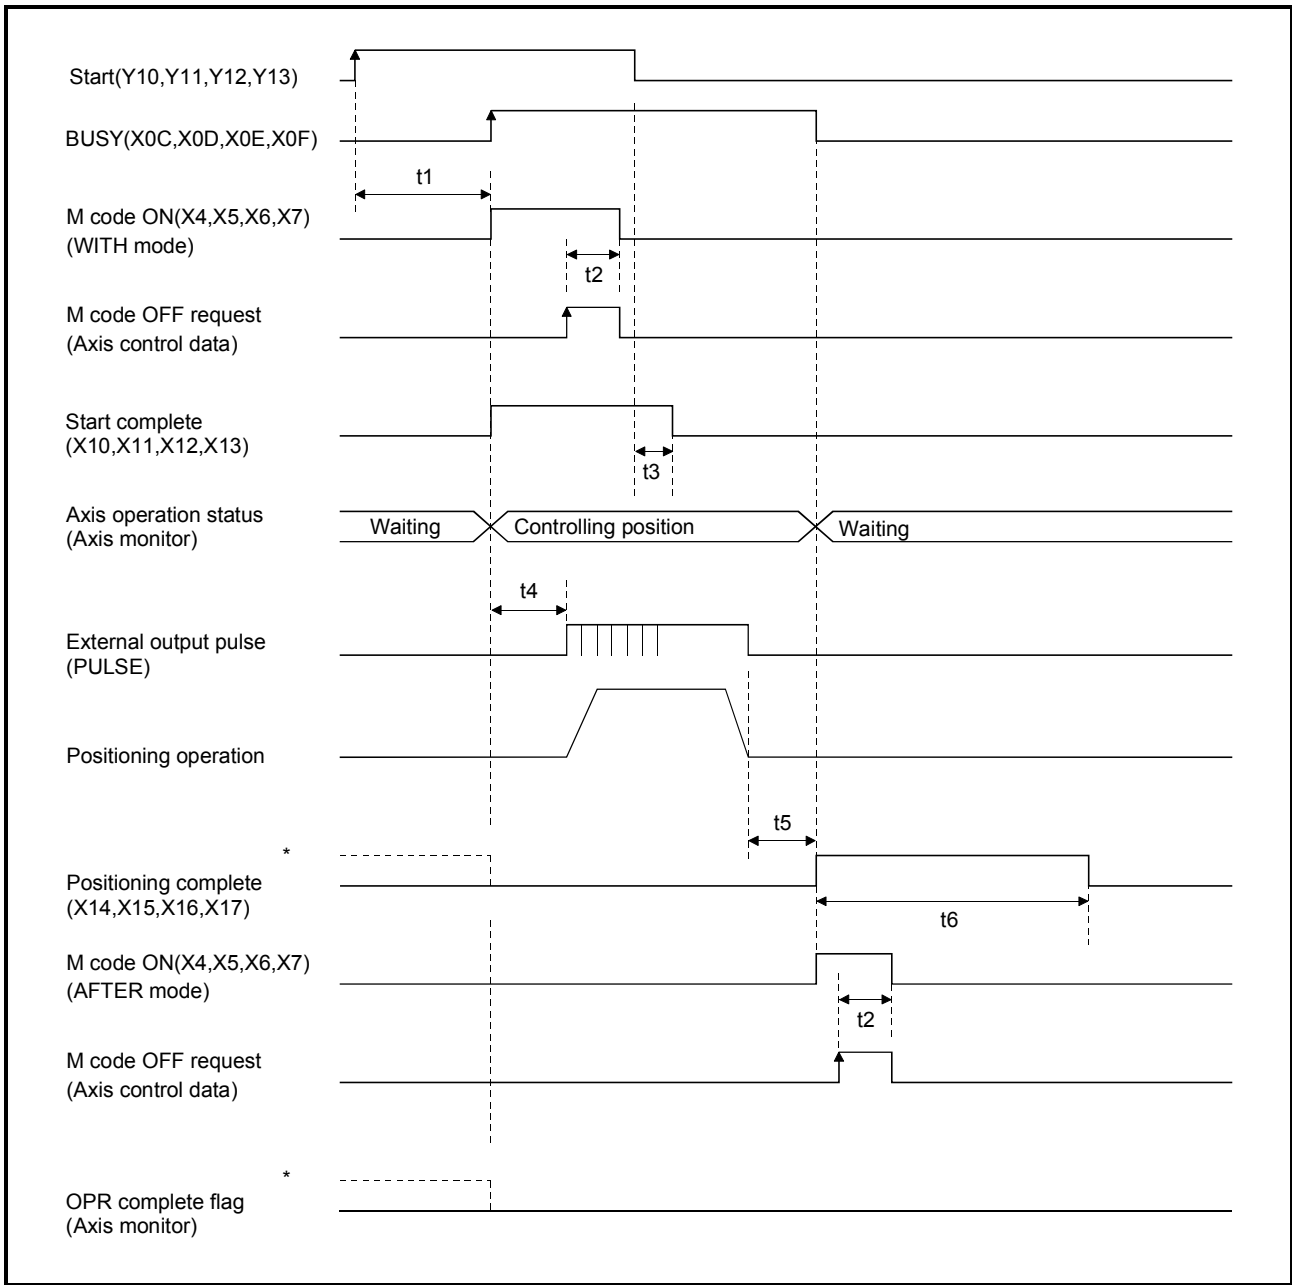 Start(Y10,Y11,Y12,Y13)
BUSY(X0C,X0D,X0E,X0F)
t1
M code ON(X4,X5,X6,X7)
(WITH mode)
t2
M code OFF request
(Axis control data)
Start complete
(X10,X11,X12,X13)
t3
Axis operation status
(Axis monitor)
Waiting
Controlling position
Waiting
t4
External output pulse
(PULSE)
Positioning operation
t5
*
Positioning complete
(X14,X15,X16,X17)
t6
M code ON(X4,X5,X6,X7)
(AFTER mode)
t2
M code OFF request
(Axis control data)
*
OPR complete flag
(Axis monitor)